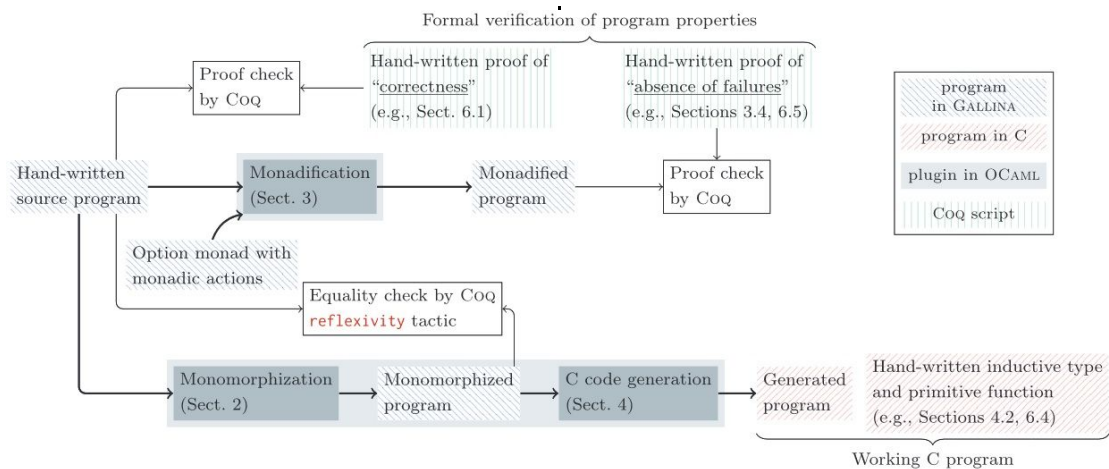 Formal verification of program properties
Hand-written proof of
“correctness”
(e.g., Sect. 6.1)
Hand-written proof of
“absence of failures”
(e.g., Sections 3.4, 6.5)
Proof check
by COQ
program
in GALLINA
program in C
plugin in OCAML
COQ script
Hand-written
source program
Monadification
(Sect. 3)
Monadified
program
Proof check
by COQ
Option monad with
monadic actions
Equality check by COQ
reflexivity tactic
Monomorphization
(Sect. 2)
Monomorphized
program
C code generation
(Sect. 4)
Generated
program
Hand-written inductive type
and primitive function
(e.g., Sections 4.2, 6.4)
Working C program